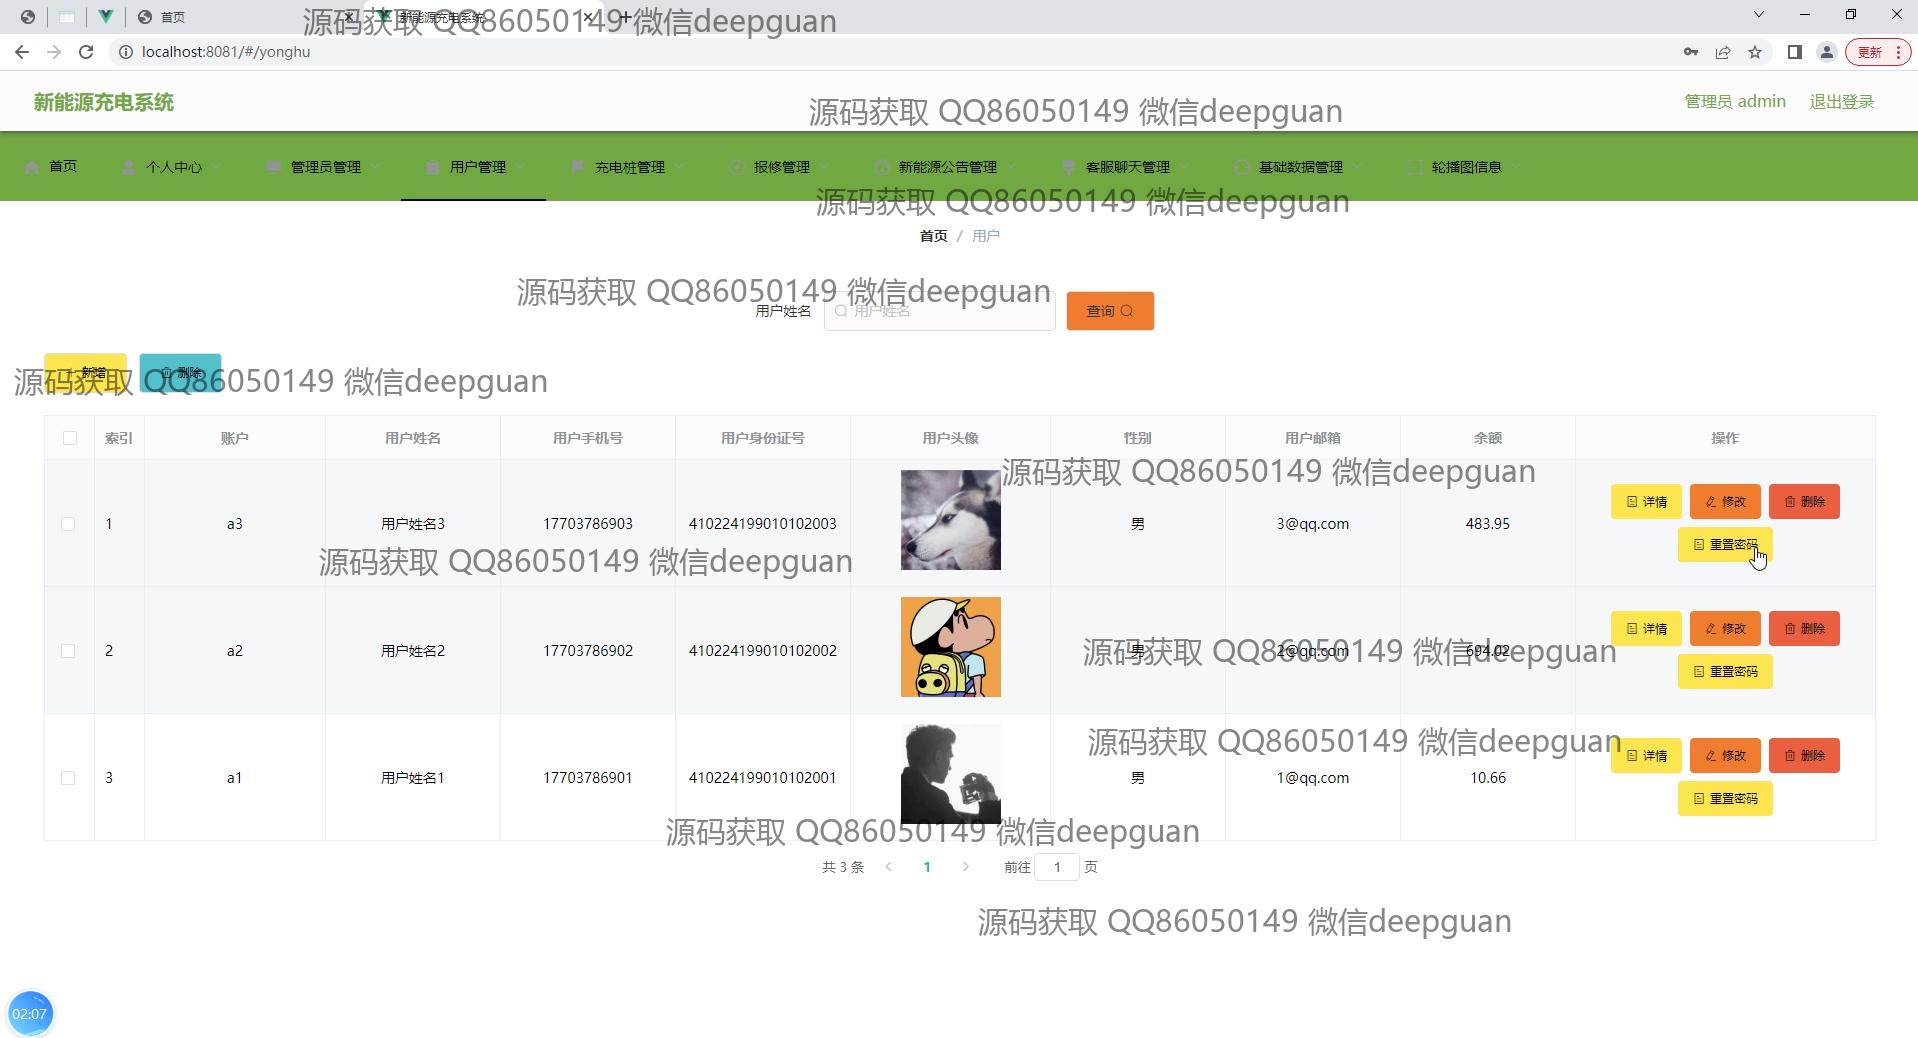 首页
新能源充电系统
源码获取 QQ86050149 微信deepguan
localhost:8081/#/yonghu
更新
新能源充电系统
源码获取 QQ86050149 微信deepguan
管理员 admin
退出登录
首页 个人中心 管理员管理 用户管理 充电桩管理 报修管理 新能源公告管理 客服聊天管理 基础数据管理 轮播图信息
源码获取 QQ86050149 微信deepguan
首页 / 用户
源码获取 QQ86050149 微信deepguan
用户姓名 用户姓名 查询
+ 新增 删除
源码获取 QQ86050149 微信deepguan
索引 账户 用户姓名 用户手机号 用户身份证号 用户头像 性别 用户邮箱 余额 操作
源码获取 QQ86050149 微信deepguan
1 a3 用户姓名3 17703786903 410224199010102003 男 3@qq.com 483.95 详情 修改 删除
重置密码
源码获取 QQ86050149 微信deepguan
2 a2 用户姓名2 17703786902 410224199010102002 男 2@qq.com 694.02 详情 修改 删除
重置密码
源码获取 QQ86050149 微信deepguan
源码获取 QQ86050149 微信deepguan
3 a1 用户姓名1 17703786901 410224199010102001 男 1@qq.com 10.66 详情 修改 删除
重置密码
源码获取 QQ86050149 微信deepguan
共 3 条 1 前往 1 页
源码获取 QQ86050149 微信deepguan
02:07